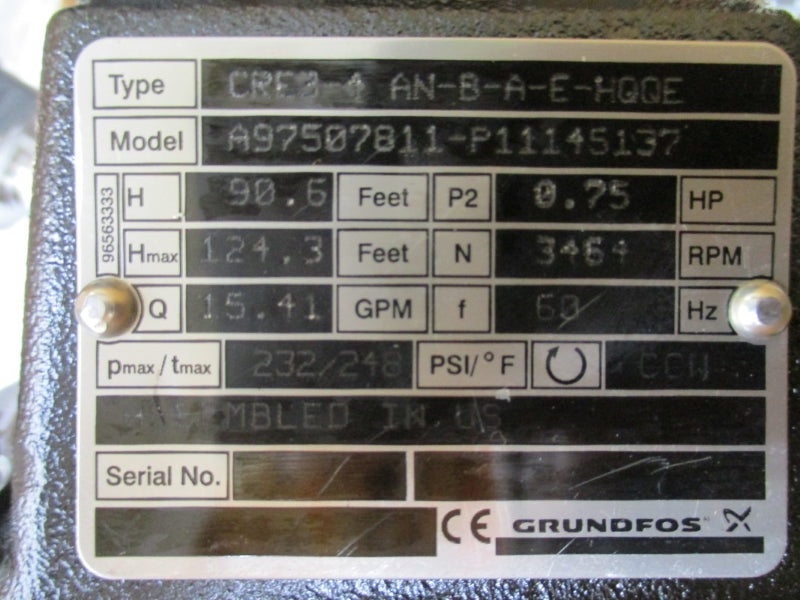 Type CRE3-4 AN-B-A-E-HQQE
Model A97507811-P11145137
96563333
H 90.6 Feet P2 0.75 HP
Hmax 124.3 Feet N 3464 RPM
Q 15.41 GPM f 60 Hz
pmax / tmax 232/248 PSI/°F CCW
ASSEMBLED IN US
Serial No.
CE GRUNDFOS